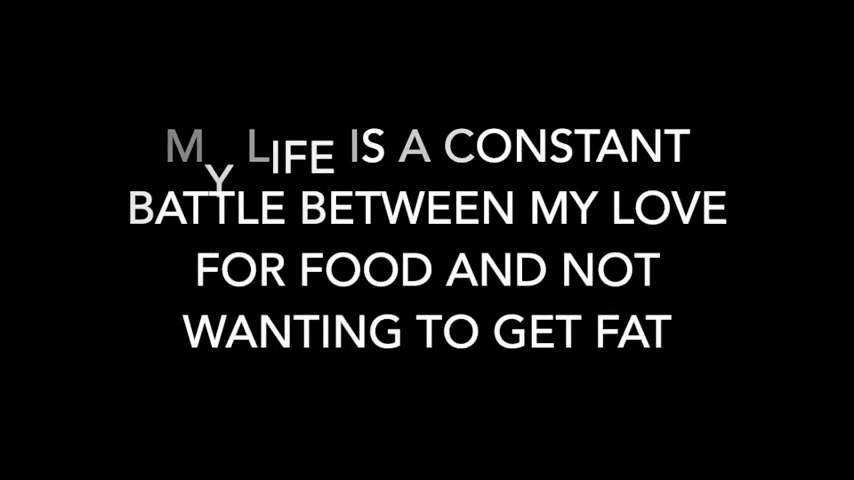 MY LIFE IS A CONSTANT
BATTLE BETWEEN MY LOVE
FOR FOOD AND NOT
WANTING TO GET FAT